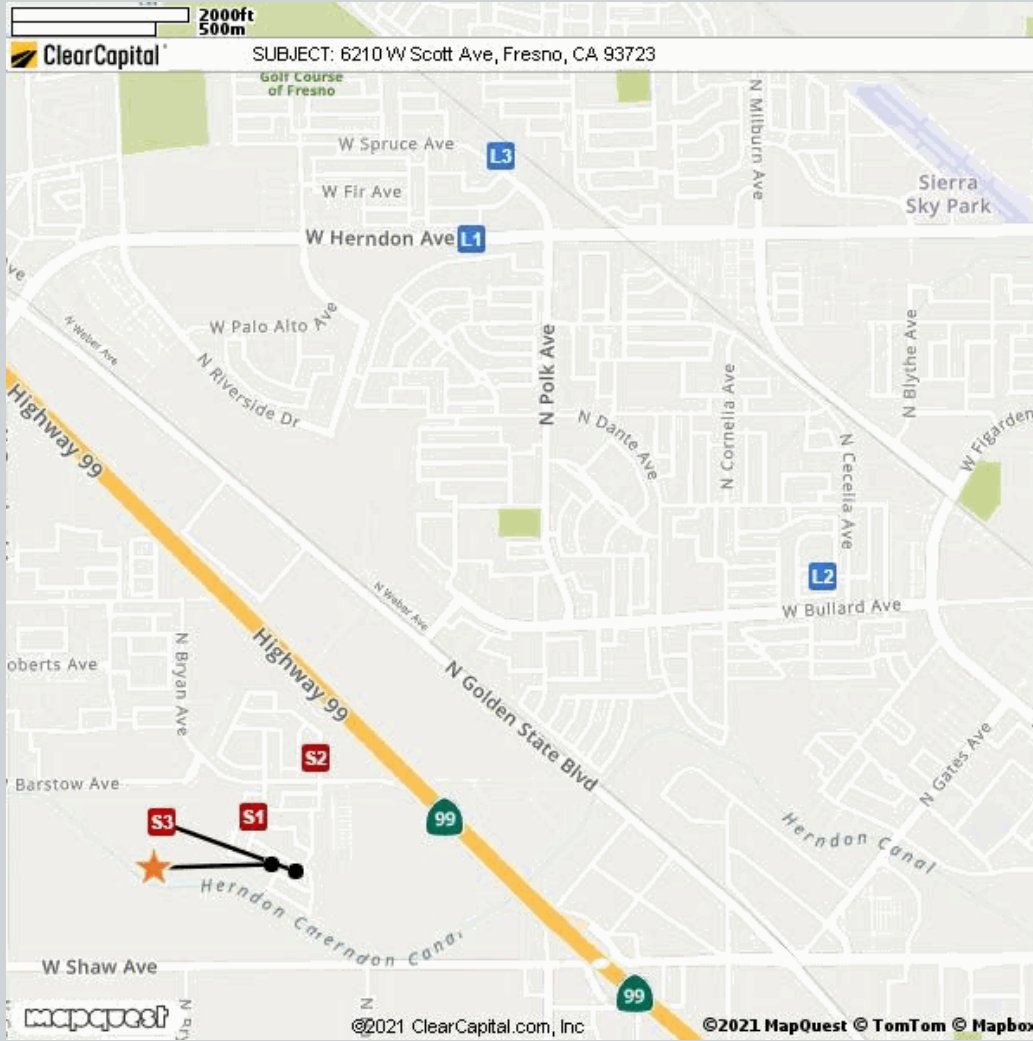 2000ft
500m
ClearCapital
SUBJECT: 6210 W Scott Ave, Fresno, CA 93723
Golf Course
of Fresno
W Spruce Ave
L3
N Milburn Ave
W Fir Ave
Sierra
Sky Park
W Herndon Ave
L1
ve
N Weber Ave
W Palo Alto Ave
N Riverside Dr
N Polk Ave
N Blythe Ave
N Cornelia Ave
Highway 99
N Dante Ave
W Figarden
N Cecelia Ave
L2
W Bullard Ave
N Weber Ave
Highway 99
N Bryan Ave
oberts Ave
N Golden State Blvd
S2
Barstow Ave
N Gates Ave
S3
S1
99
Herndon Canal
Herndon Ca
erndon Canal
W Shaw Ave
99
mapquest
N Bry
N
©2021 ClearCapital.com, Inc
©2021 MapQuest © TomTom © Mapbox